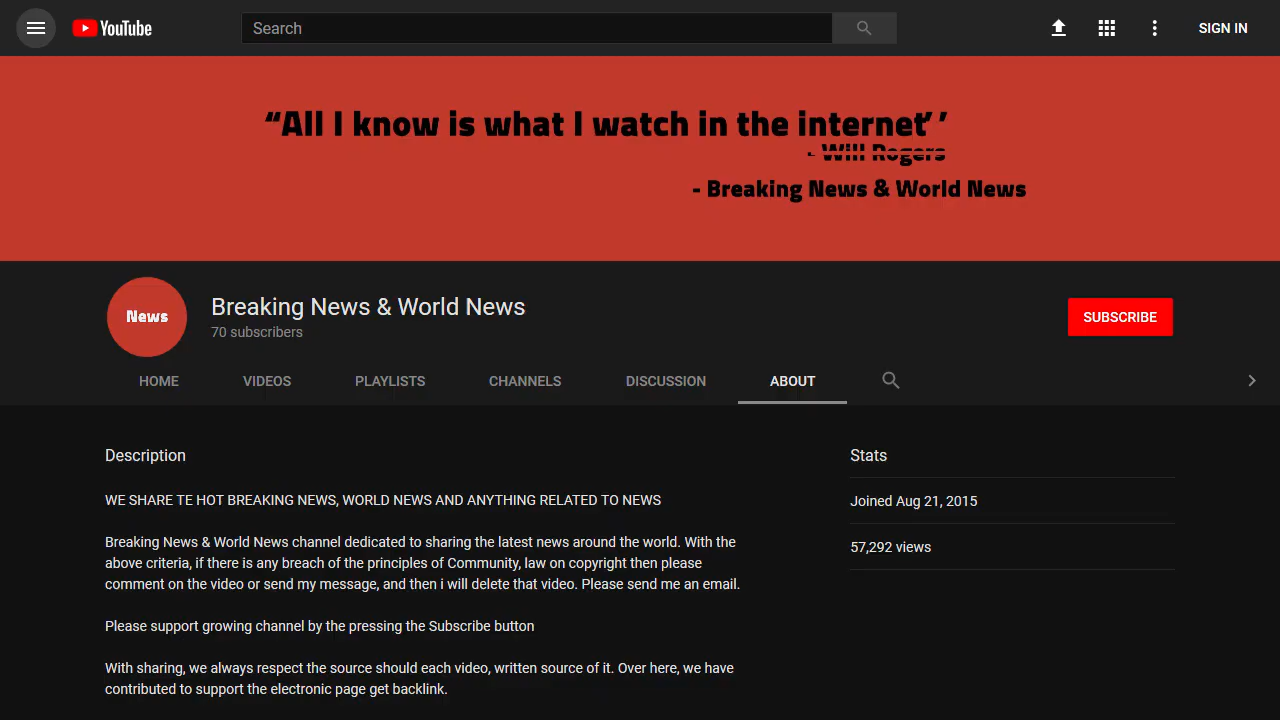 YouTube
Search
SIGN IN
“All I know is what I watch in the internet’’
- Will Rogers
- Breaking News & World News
News
Breaking News & World News
70 subscribers
SUBSCRIBE
HOME VIDEOS PLAYLISTS CHANNELS DISCUSSION ABOUT
Description
WE SHARE TE HOT BREAKING NEWS, WORLD NEWS AND ANYTHING RELATED TO NEWS
Breaking News & World News channel dedicated to sharing the latest news around the world. With the
above criteria, if there is any breach of the principles of Community, law on copyright then please
comment on the video or send my message, and then i will delete that video. Please send me an email.
Please support growing channel by the pressing the Subscribe button
With sharing, we always respect the source should each video, written source of it. Over here, we have
contributed to support the electronic page get backlink.
Stats
Joined Aug 21, 2015
57,292 views